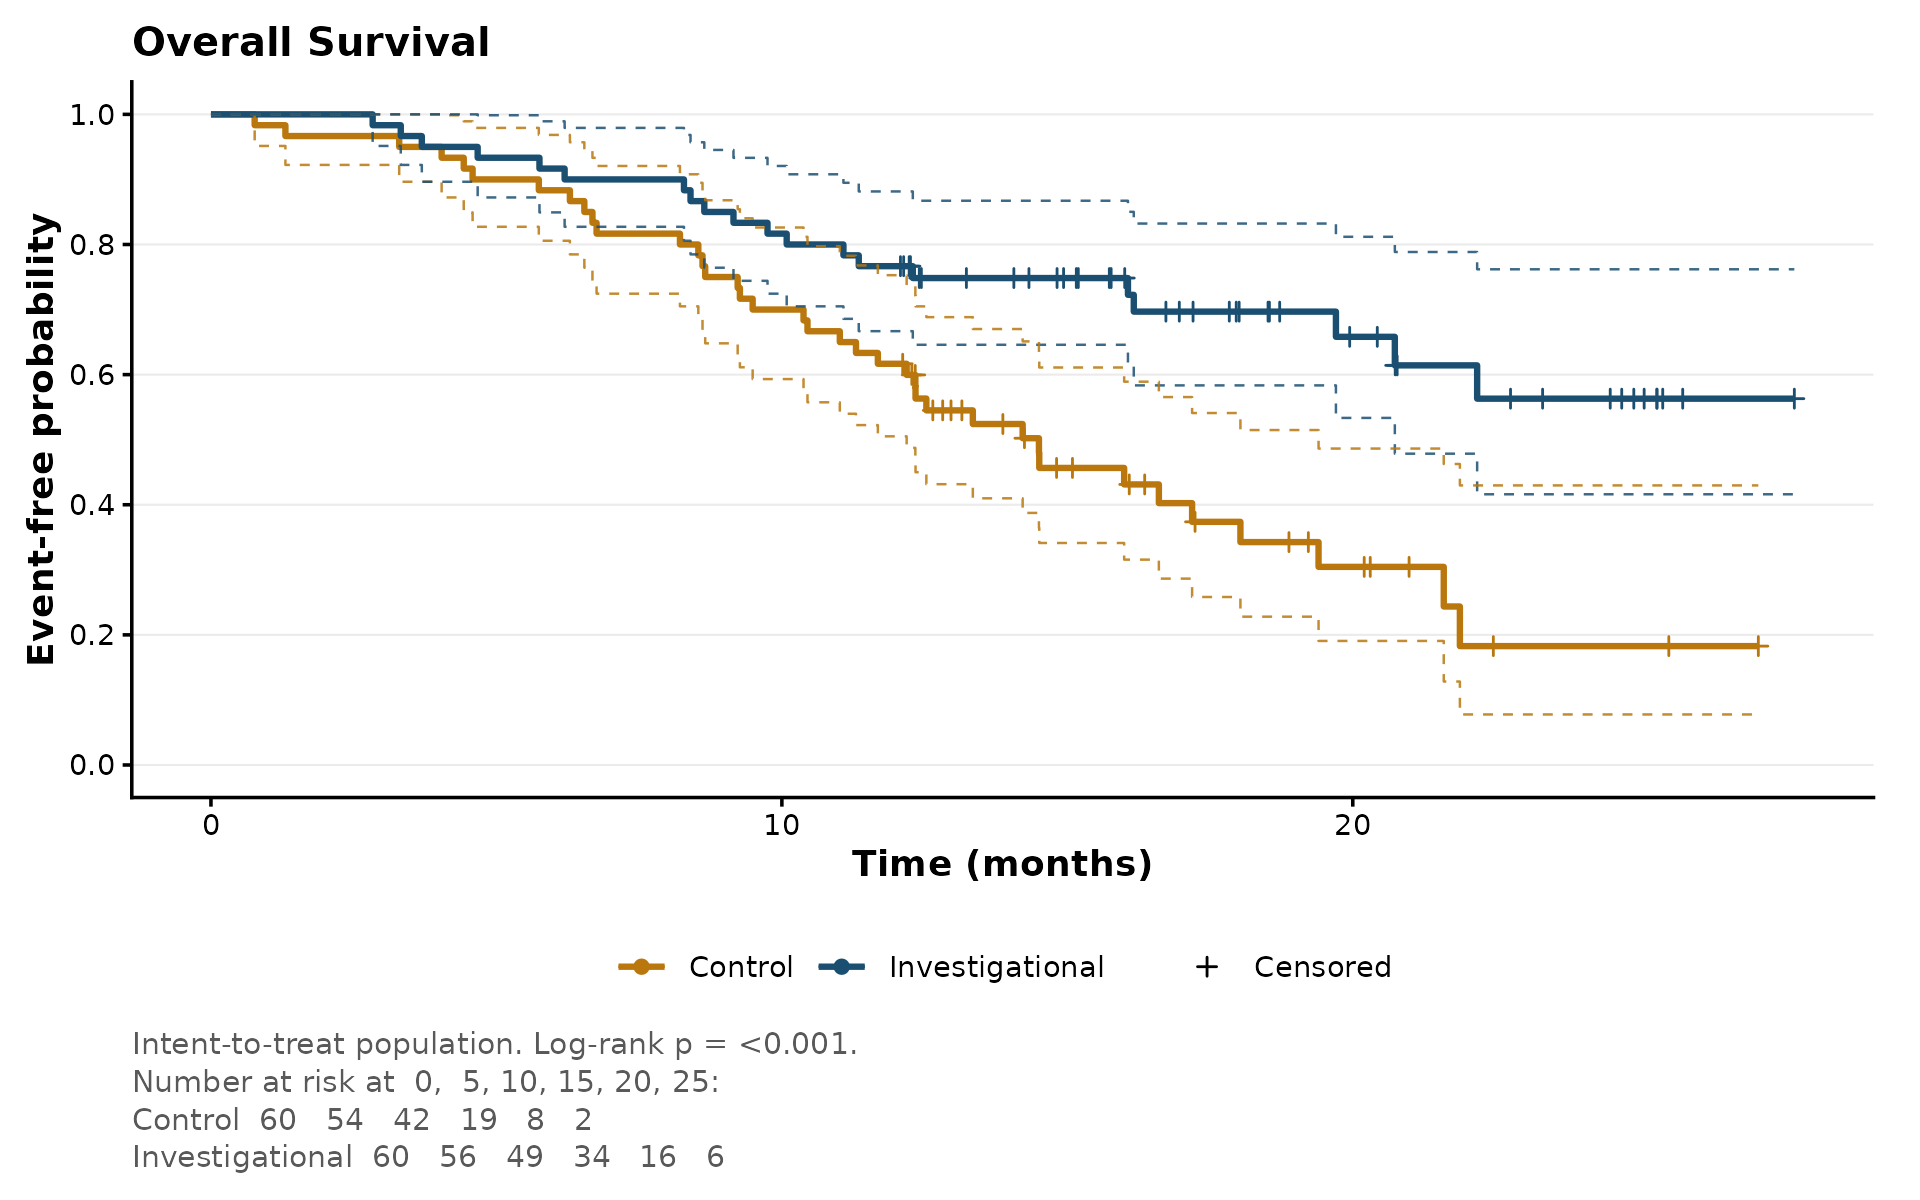 Overall Survival
Event-free probability
1.0
0.8
0.6
0.4
0.2
0.0
0 10 20
Time (months)
Control Investigational Censored
Intent-to-treat population. Log-rank p = <0.001.
Number at risk at  0,  5, 10, 15, 20, 25:
Control  60   54   42   19   8   2
Investigational  60   56   49   34   16   6